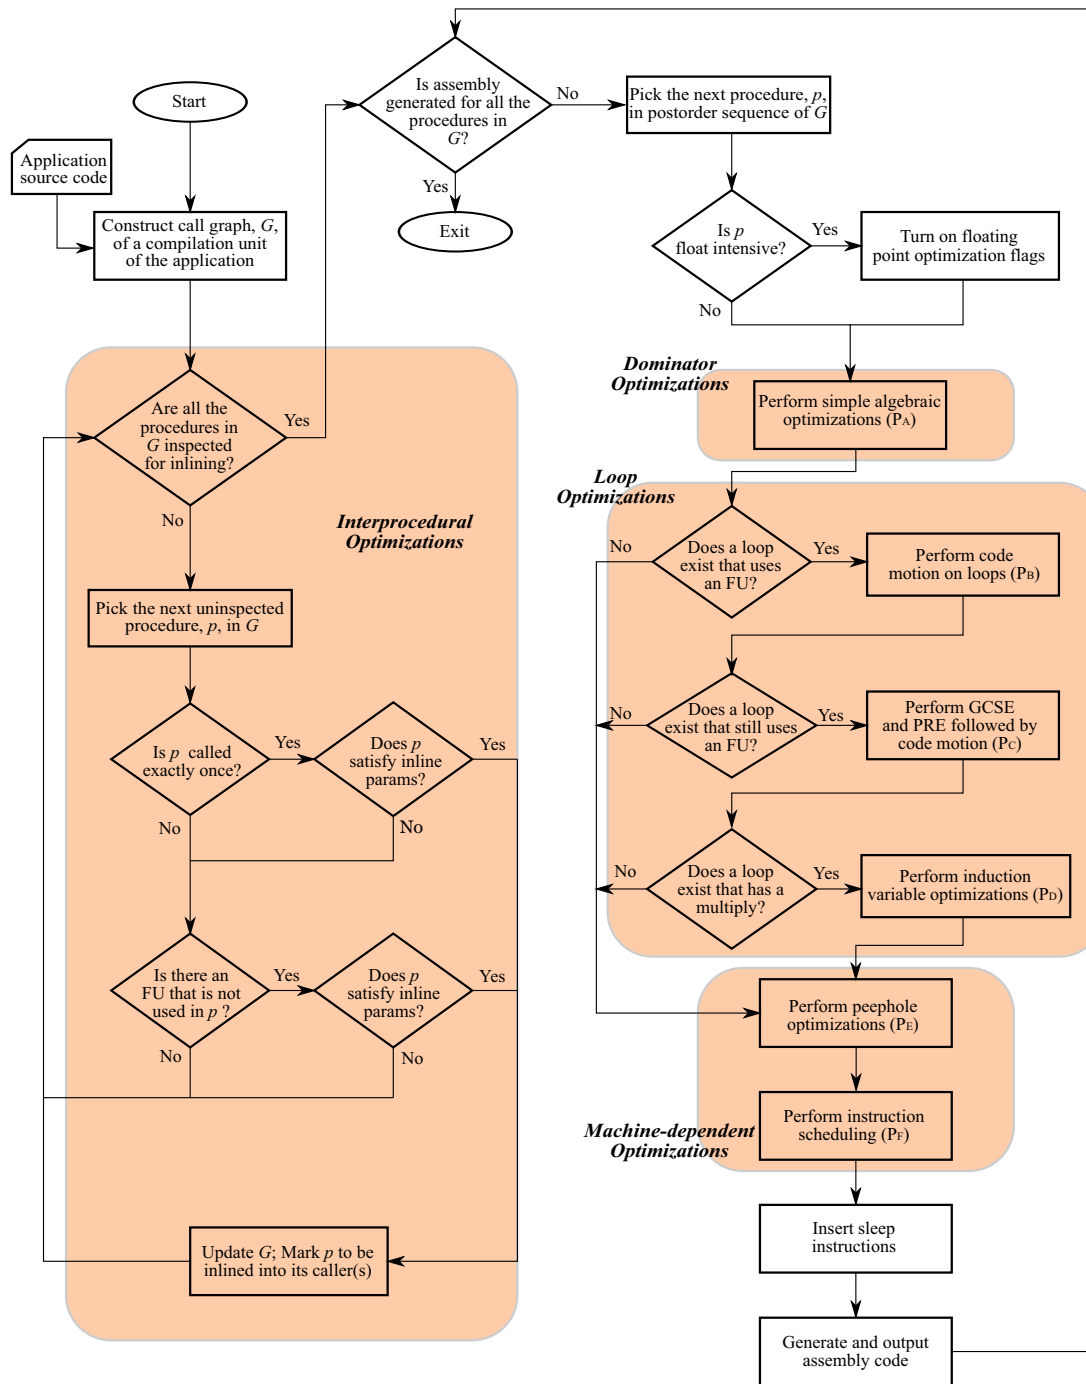 Start
Application
source code
Construct call graph, G,
of a compilation unit
of the application
Are all the
procedures in
G inspected
for inlining?
Yes
No
Interprocedural
Optimizations
Pick the next uninspected
procedure, p, in G
Is p called
exactly once?
Yes
No
Does p
satisfy inline
params?
Yes
No
Is there an
FU that is not
used in p ?
Yes
No
Does p
satisfy inline
params?
Yes
No
Update G; Mark p to be
inlined into its caller(s)
Is assembly
generated for all the
procedures in
G?
No
Yes
Exit
Pick the next procedure, p,
in postorder sequence of G
Is p
float intensive?
Yes
No
Turn on floating
point optimization flags
Dominator
Optimizations
Perform simple algebraic
optimizations (PA)
Loop
Optimizations
Does a loop
exist that uses
an FU?
No
Yes
Perform code
motion on loops (PB)
Does a loop
exist that still uses
an FU?
No
Yes
Perform GCSE
and PRE followed by
code motion (PC)
Does a loop
exist that has a
multiply?
No
Yes
Perform induction
variable optimizations (PD)
Perform peephole
optimizations (PE)
Machine-dependent
Optimizations
Perform instruction
scheduling (PF)
Insert sleep
instructions
Generate and output
assembly code